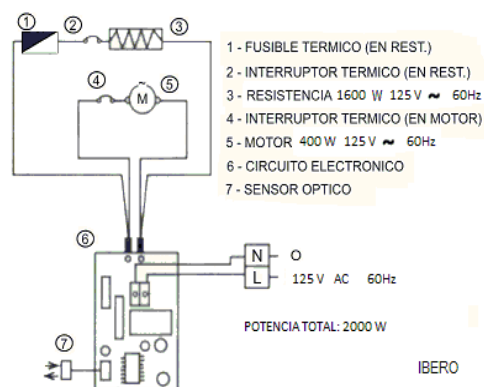 1
2
3
1 - FUSIBLE TERMICO (EN REST.)
2 - INTERRUPTOR TERMICO (EN REST.)
3 - RESISTENCIA 1600 W 125 V ~ 60Hz
4 - INTERRUPTOR TERMICO (EN MOTOR)
5 - MOTOR 400 W 125 V ~ 60Hz
6 - CIRCUITO ELECTRONICO
7 - SENSOR OPTICO
4
~
M
5
6
N O
L 125 V AC 60Hz
POTENCIA TOTAL: 2000 W
7
IBERO